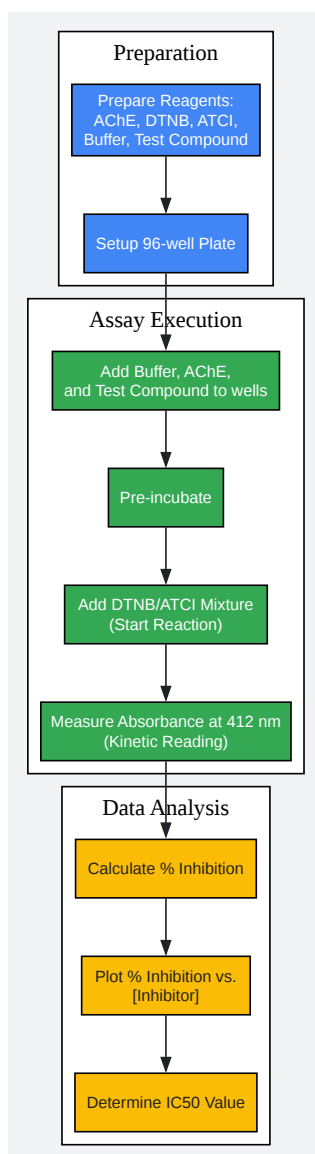 Preparation
Prepare Reagents:
AChE, DTNB, ATCI,
Buffer, Test Compound
Setup 96-well Plate
Assay Execution
Add Buffer, AChE,
and Test Compound to wells
Pre-incubate
Add DTNB/ATCI Mixture
(Start Reaction)
Measure Absorbance at 412 nm
(Kinetic Reading)
Data Analysis
Calculate % Inhibition
Plot % Inhibition vs.
[Inhibitor]
Determine IC50 Value